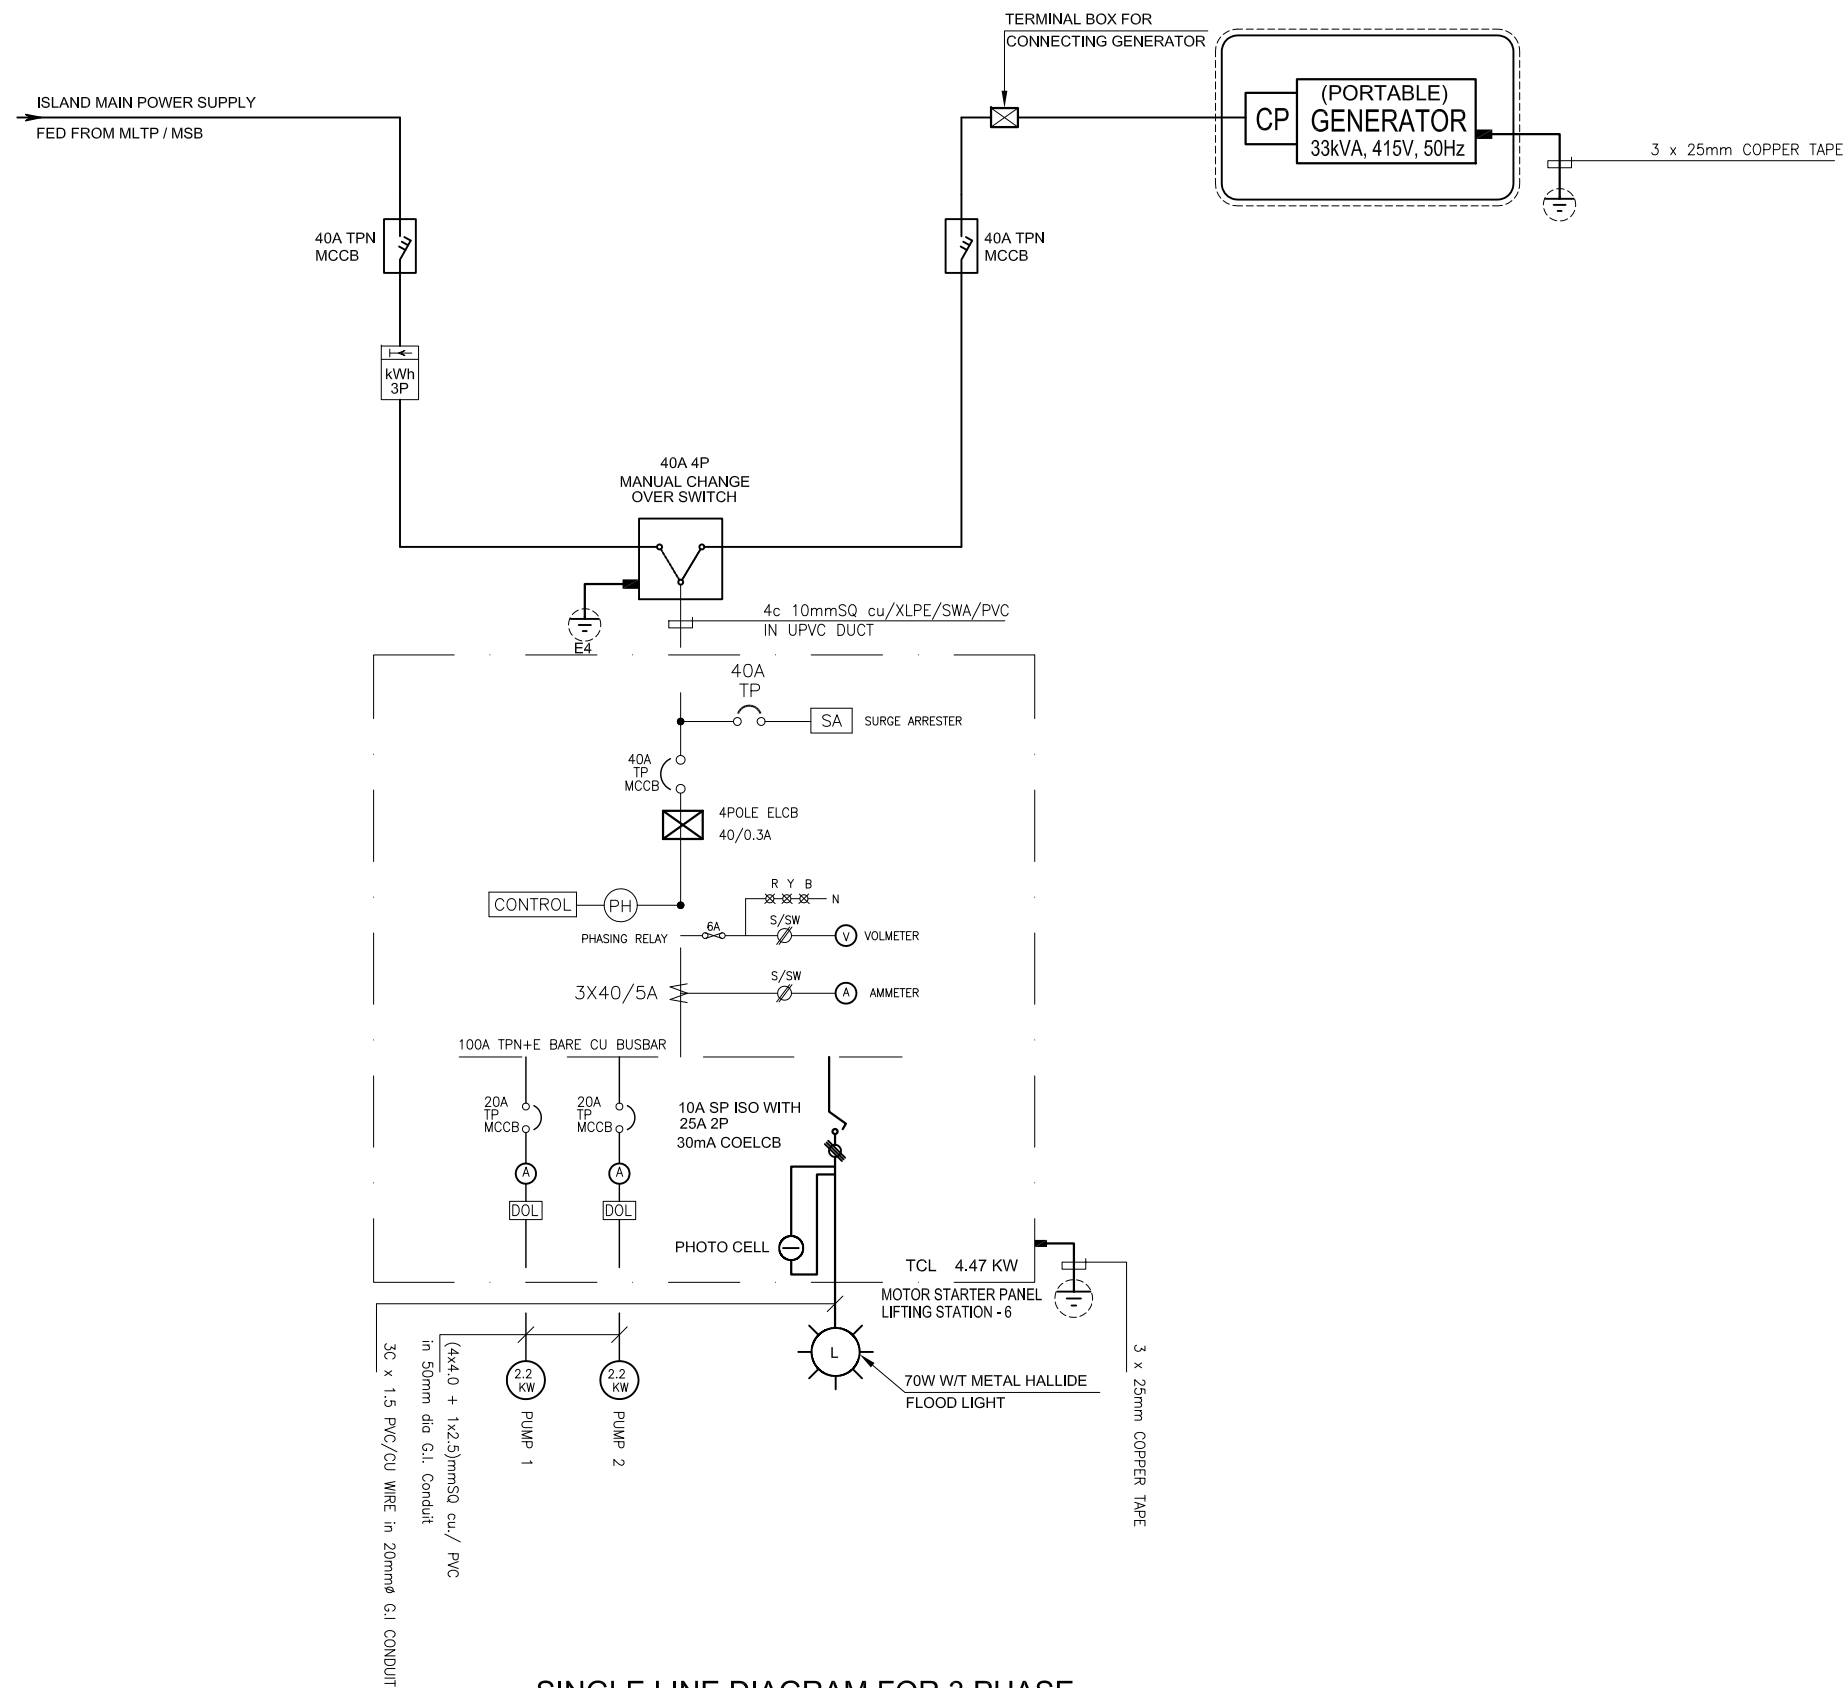 TERMINAL BOX FOR
CONNECTING GENERATOR
ISLAND MAIN POWER SUPPLY
FED FROM MLTP / MSB
CP
(PORTABLE)
GENERATOR
33kVA, 415V, 50Hz
3 x 25mm COPPER TAPE
40A TPN
MCCB
40A TPN
MCCB
kWh
3P
40A 4P
MANUAL CHANGE
OVER SWITCH
4c 10mmSQ cu/XLPE/SWA/PVC
IN UPVC DUCT
E4
40A
TP
SA
SURGE ARRESTER
40A
TP
MCCB
4POLE ELCB
40/0.3A
CONTROL
PH
R Y B
N
PHASING RELAY
6A
S/SW
V
VOLMETER
3X40/5A
S/SW
A
AMMETER
100A TPN+E BARE CU BUSBAR
20A
TP
MCCB
20A
TP
MCCB
10A SP ISO WITH
25A 2P
30mA COELCB
A
A
DOL
DOL
PHOTO CELL
TCL 4.47 KW
MOTOR STARTER PANEL
LIFTING STATION - 6
L
70W W/T METAL HALLIDE
FLOOD LIGHT
2.2
KW
2.2
KW
PUMP 1
PUMP 2
(4x4.0 + 1x2.5)mmSQ cu./ PVC
in 50mm dia G.I. Conduit
3C x 1.5 PVC/CU WIRE in 20mmø G.I CONDUIT
3 x 25mm COPPER TAPE
SINGLE LINE DIAGRAM FOR 3 PHASE